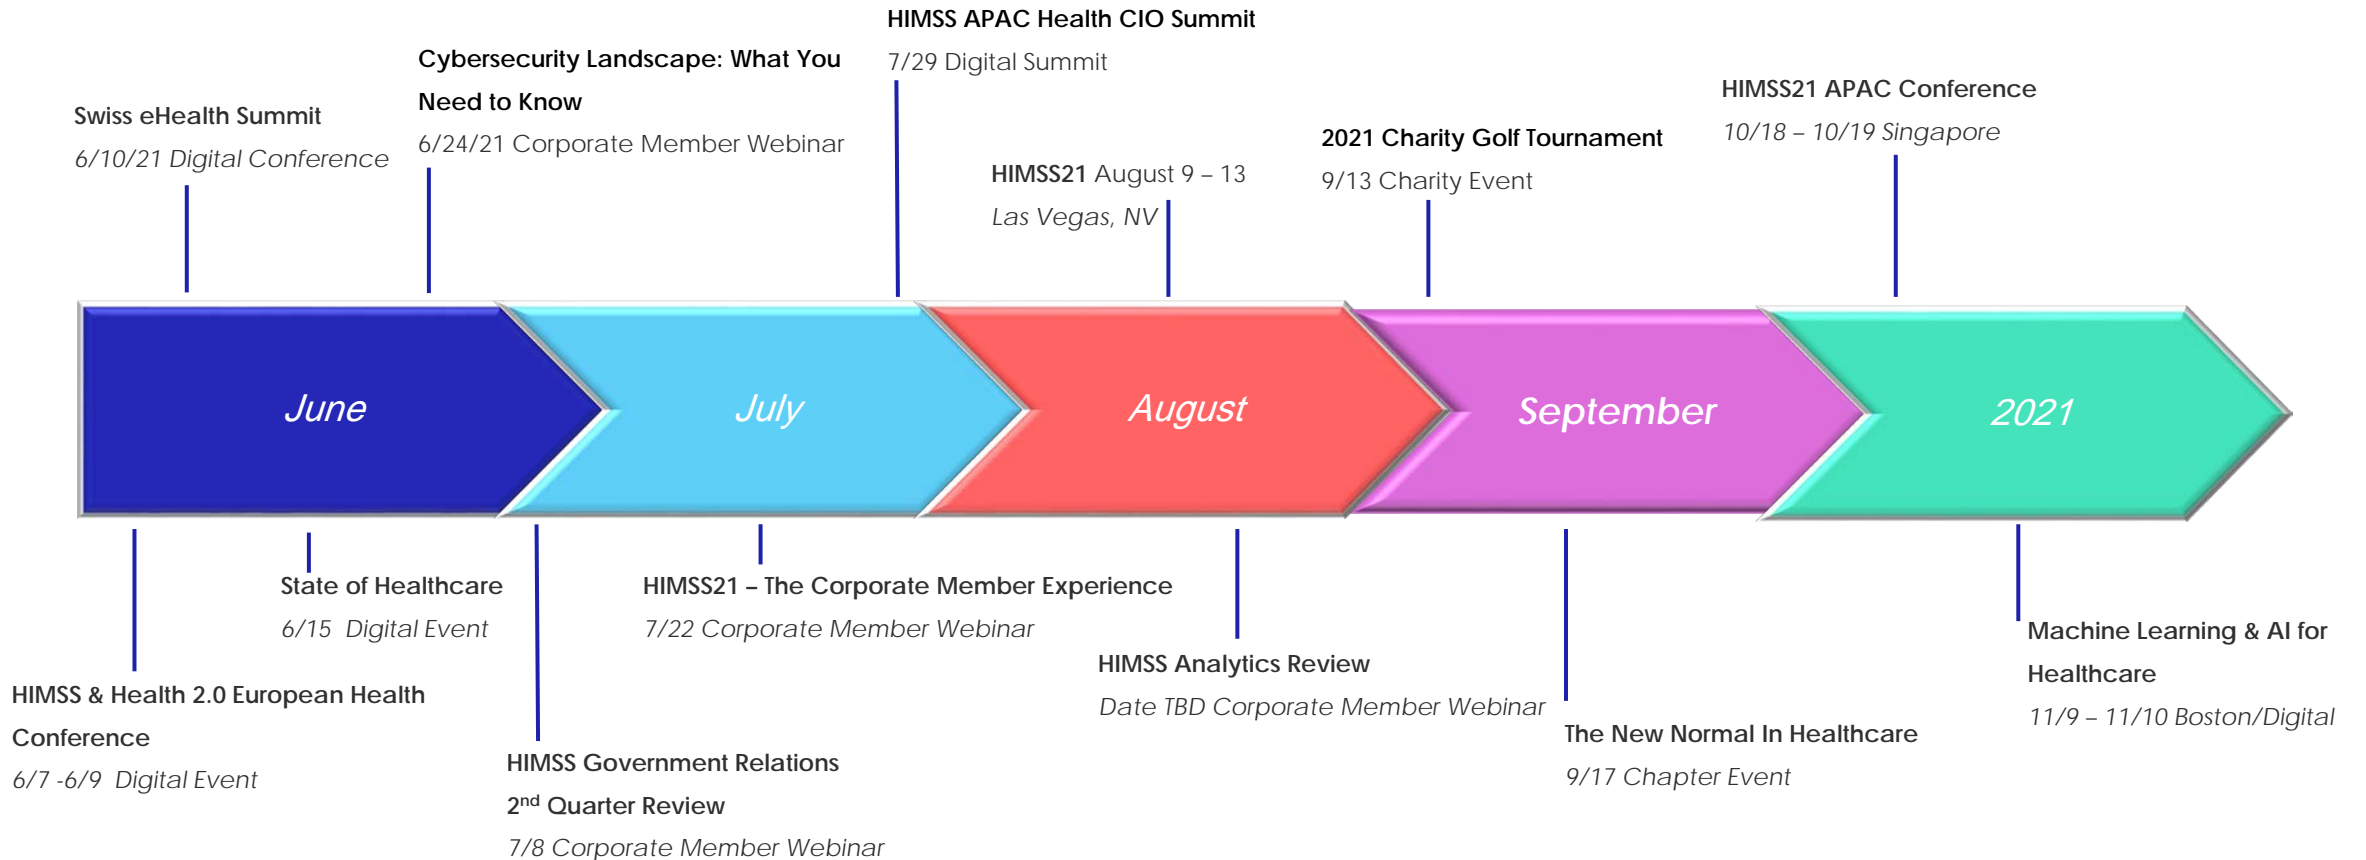 HIMSS APAC Health CIO Summit
7/29 Digital Summit
Cybersecurity Landscape: What You
Need to Know
6/24/21 Corporate Member Webinar
Swiss eHealth Summit
6/10/21 Digital Conference
HIMSS21 August 9 – 13
Las Vegas, NV
2021 Charity Golf Tournament
9/13 Charity Event
HIMSS21 APAC Conference
10/18 – 10/19 Singapore
June
July
August
September
2021
State of Healthcare
6/15  Digital Event
HIMSS21 – The Corporate Member Experience
7/22 Corporate Member Webinar
HIMSS & Health 2.0 European Health
Conference
6/7 -6/9  Digital Event
HIMSS Government Relations
2nd Quarter Review
7/8 Corporate Member Webinar
HIMSS Analytics Review
Date TBD Corporate Member Webinar
The New Normal In Healthcare
9/17 Chapter Event
Machine Learning & AI for
Healthcare
11/9 – 11/10 Boston/Digital